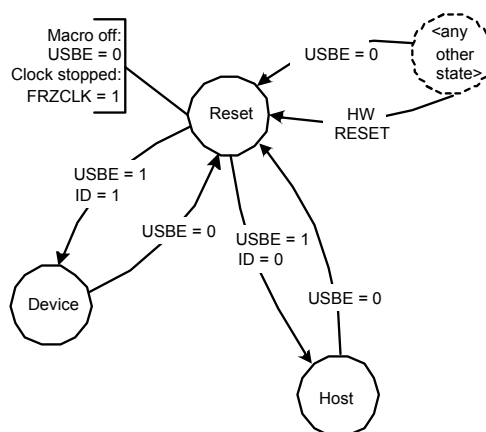 Macro off:
USBE = 0
Clock stopped:
FRZCLK = 1
USBE = 0
<any
other
state>
Reset
HW
RESET
USBE = 1
ID = 1
USBE = 0
USBE = 1
ID = 0
Device
USBE = 0
Host